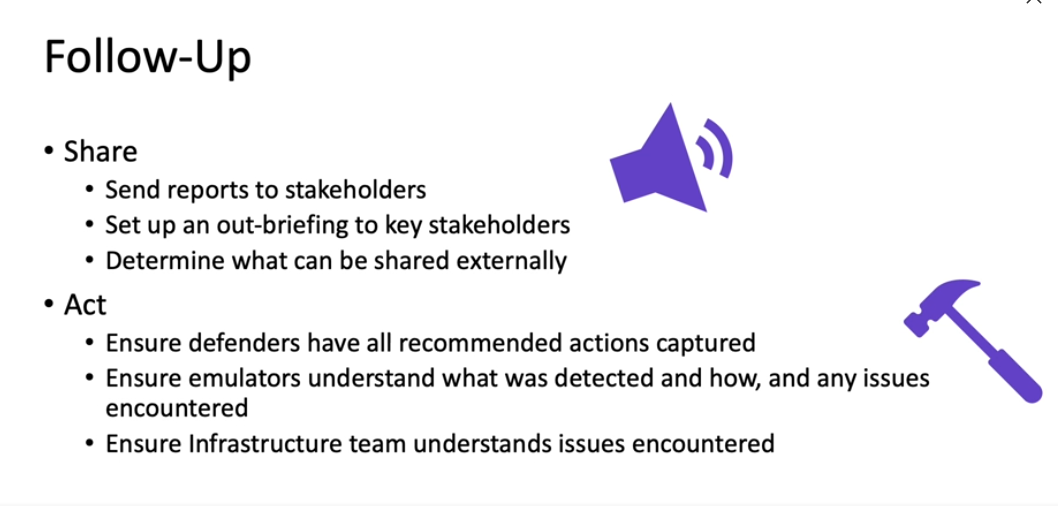 Follow-Up
• Share
• Send reports to stakeholders
• Set up an out-briefing to key stakeholders
• Determine what can be shared externally
• Act
• Ensure defenders have all recommended actions captured
• Ensure emulators understand what was detected and how, and any issues
encountered
• Ensure Infrastructure team understands issues encountered